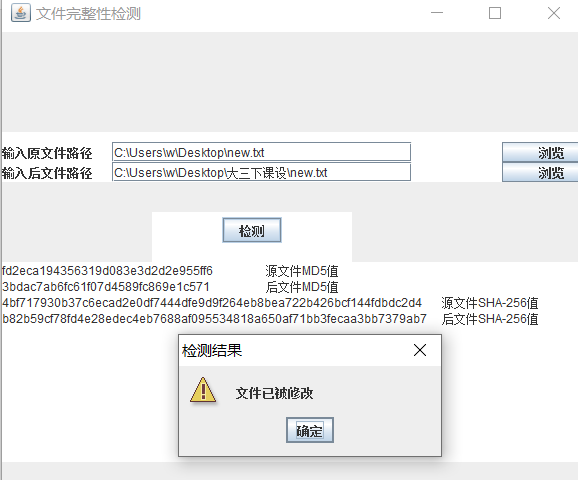 文件完整性检测
输入原文件路径 C:\Users\w\Desktop\new.txt 浏览
输入后文件路径 C:\Users\w\Desktop\大三下课设\new.txt 浏览
检测
fd2eca194356319d083e3d2d2e955ff6 源文件MD5值
3bdac7ab6fc61f07d4589fc869e1c571 后文件MD5值
4bf717930b37c6ecad2e0df7444dfe9d9f264eb8bea722b426bcf144fdbdc2d4 源文件SHA-256值
b82b59cf78fd4e28edec4eb7688af095534818a650af71bb3fecaa3bb7379ab7 后文件SHA-256值
检测结果
文件已被修改
确定